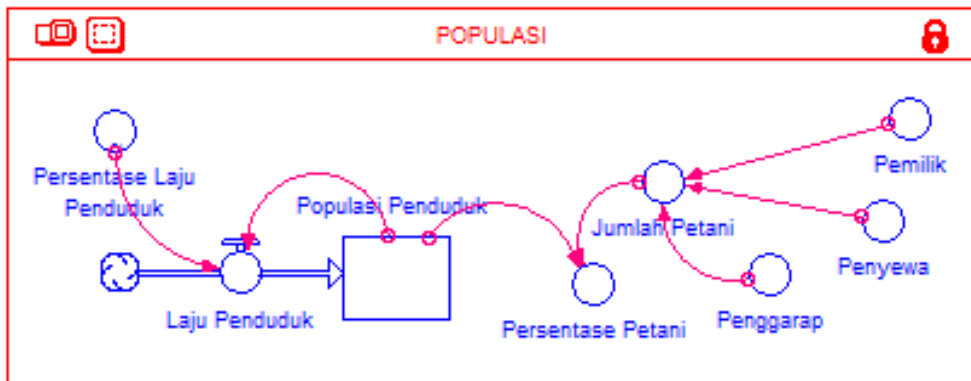 POPULASI
Persentase Laju
Penduduk
Populasi Penduduk
Pemilik
Jumlah Petani
Penyewa
Laju Penduduk
Persentase Petani
Penggarap